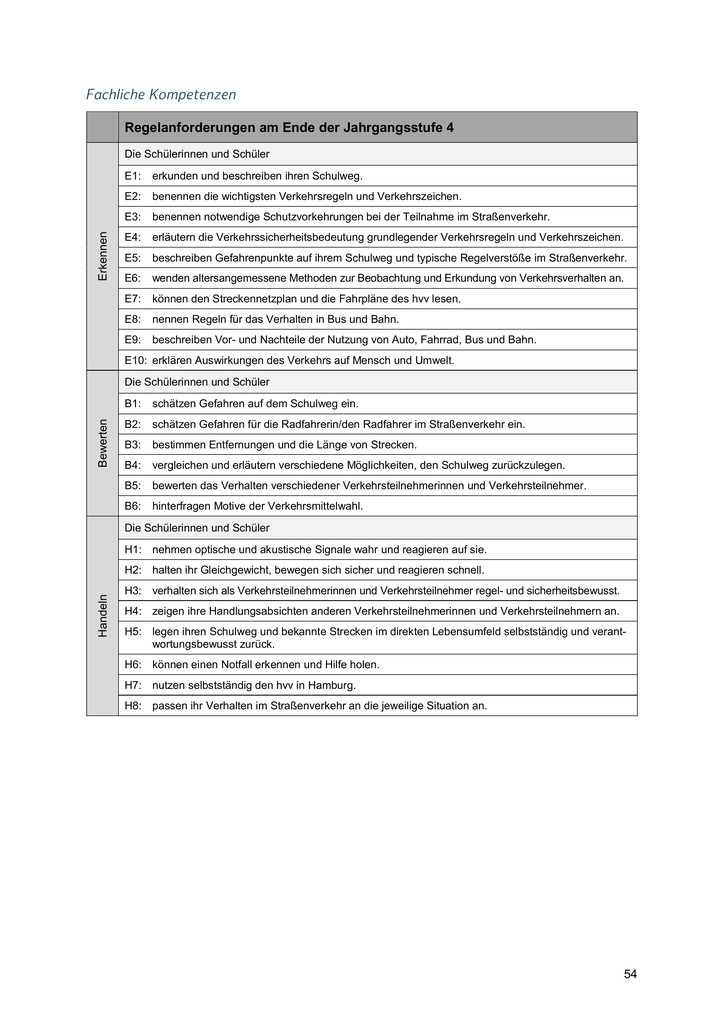 Fachliche Kompetenzen
Regelanforderungen am Ende der Jahrgangsstufe 4
Erkennen
Die Schülerinnen und Schüler
E1: erkunden und beschreiben ihren Schulweg.
E2: benennen die wichtigsten Verkehrsregeln und Verkehrszeichen.
E3: benennen notwendige Schutzvorkehrungen bei der Teilnahme im Straßenverkehr.
E4: erläutern die Verkehrssicherheitsbedeutung grundlegender Verkehrsregeln und Verkehrszeichen.
E5: beschreiben Gefahrenpunkte auf ihrem Schulweg und typische Regelverstöße im Straßenverkehr.
E6: wenden altersangemessene Methoden zur Beobachtung und Erkundung von Verkehrsverhalten an.
E7: können den Streckennetzplan und die Fahrpläne des hvv lesen.
E8: nennen Regeln für das Verhalten in Bus und Bahn.
E9: beschreiben Vor- und Nachteile der Nutzung von Auto, Fahrrad, Bus und Bahn.
E10: erklären Auswirkungen des Verkehrs auf Mensch und Umwelt.
Bewerten
Die Schülerinnen und Schüler
B1: schätzen Gefahren auf dem Schulweg ein.
B2: schätzen Gefahren für die Radfahrerin/den Radfahrer im Straßenverkehr ein.
B3: bestimmen Entfernungen und die Länge von Strecken.
B4: vergleichen und erläutern verschiedene Möglichkeiten, den Schulweg zurückzulegen.
B5: bewerten das Verhalten verschiedener Verkehrsteilnehmerinnen und Verkehrsteilnehmer.
B6: hinterfragen Motive der Verkehrsmittelwahl.
Handeln
Die Schülerinnen und Schüler
H1: nehmen optische und akustische Signale wahr und reagieren auf sie.
H2: halten ihr Gleichgewicht, bewegen sich sicher und reagieren schnell.
H3: verhalten sich als Verkehrsteilnehmerinnen und Verkehrsteilnehmer regel- und sicherheitsbewusst.
H4: zeigen ihre Handlungsabsichten anderen Verkehrsteilnehmerinnen und Verkehrsteilnehmern an.
H5: legen ihren Schulweg und bekannte Strecken im direkten Lebensumfeld selbstständig und verant-
wortungsbewusst zurück.
H6: können einen Notfall erkennen und Hilfe holen.
H7: nutzen selbstständig den hvv in Hamburg.
H8: passen ihr Verhalten im Straßenverkehr an die jeweilige Situation an.
54